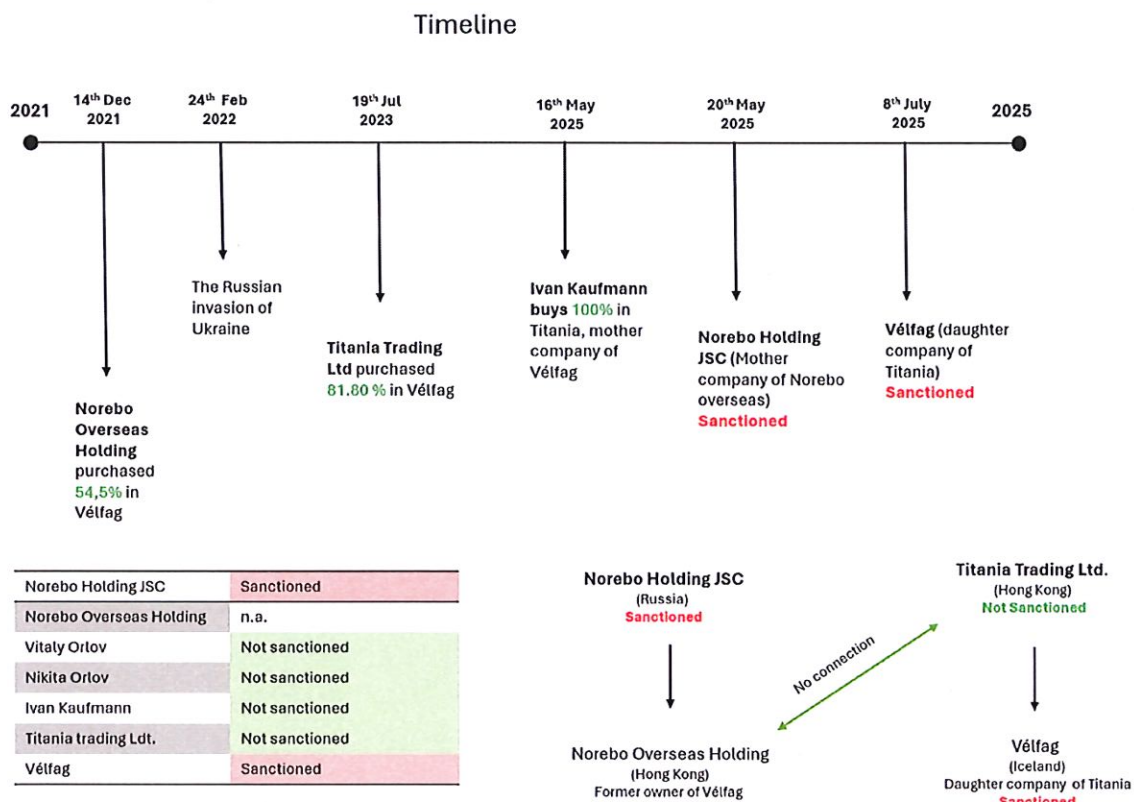 Timeline
2021
14th Dec
2021
24th Feb
2022
19th Jul
2023
16th May
2025
20th May
2025
8th July
2025
2025
Norebo
Overseas
Holding
purchased
54,5% in
Vélfag
The Russian
invasion of
Ukraine
Titania Trading
Ltd purchased
81.80 % in Vélfag
Ivan Kaufmann
buys 100% in
Titania, mother
company of
Vélfag
Norebo Holding
JSC (Mother
company of Norebo
overseas)
Sanctioned
Vélfag (daughter
company of
Titania)
Sanctioned
Norebo Holding JSC Sanctioned
Norebo Overseas Holding n.a.
Vitaly Orlov Not sanctioned
Nikita Orlov Not sanctioned
Ivan Kaufmann Not sanctioned
Titania trading Ldt. Not sanctioned
Vélfag Sanctioned
Norebo Holding JSC
(Russia)
Sanctioned
Norebo Overseas Holding
(Hong Kong)
Former owner of Vélfag
No connection
Titania Trading Ltd.
(Hong Kong)
Not Sanctioned
Vélfag
(Iceland)
Daughter company of Titania
Sanctioned